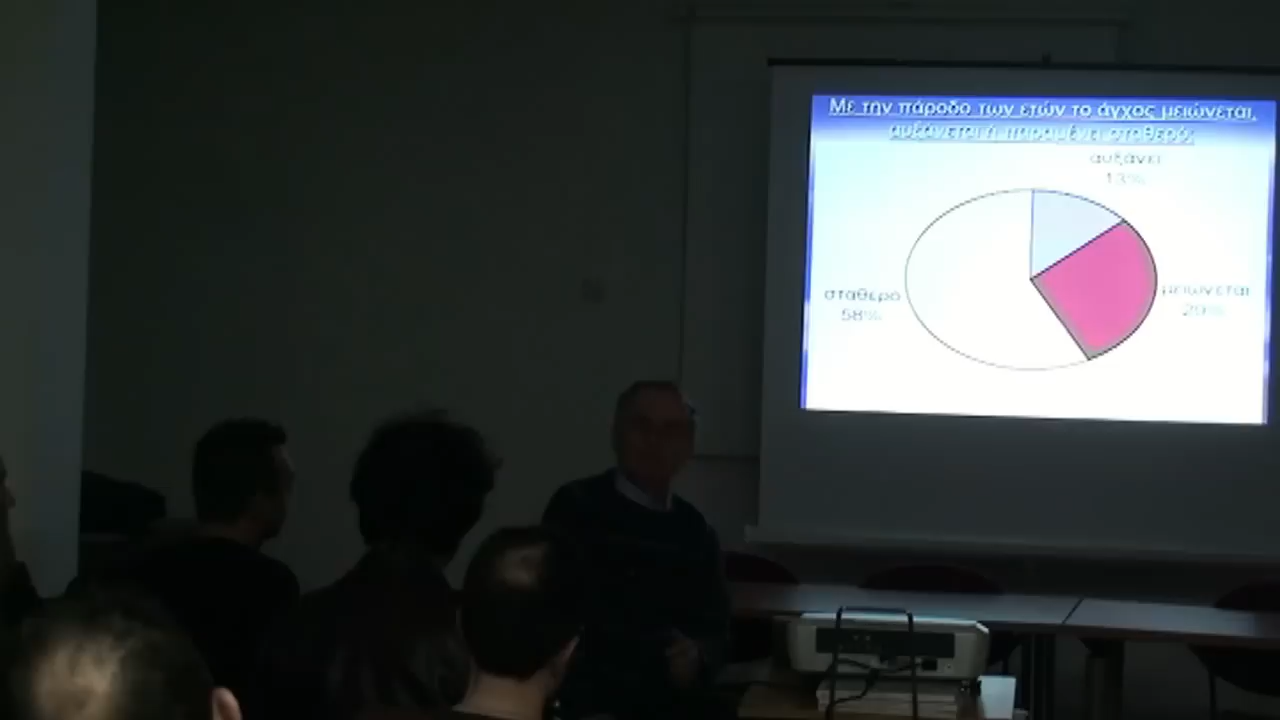 Με την πάροδο των ετών το άγχος μειώνεται,
αυξάνεται ή παραμένει σταθερό;
αυξάνει
13%
μειώνεται
29%
σταθερό
58%